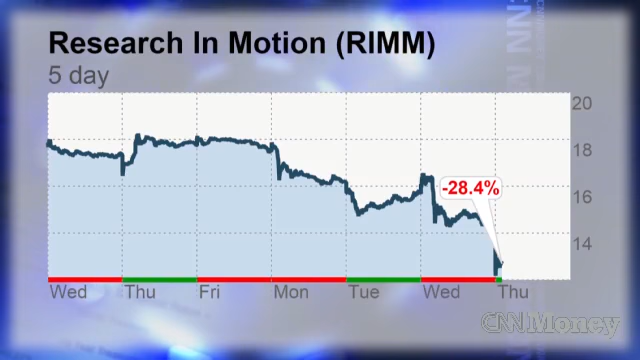 Research In Motion (RIMM)
5 day
20
18
16
14
-28.4%
Wed Thu Fri Mon Tue Wed Thu
CNNMoney